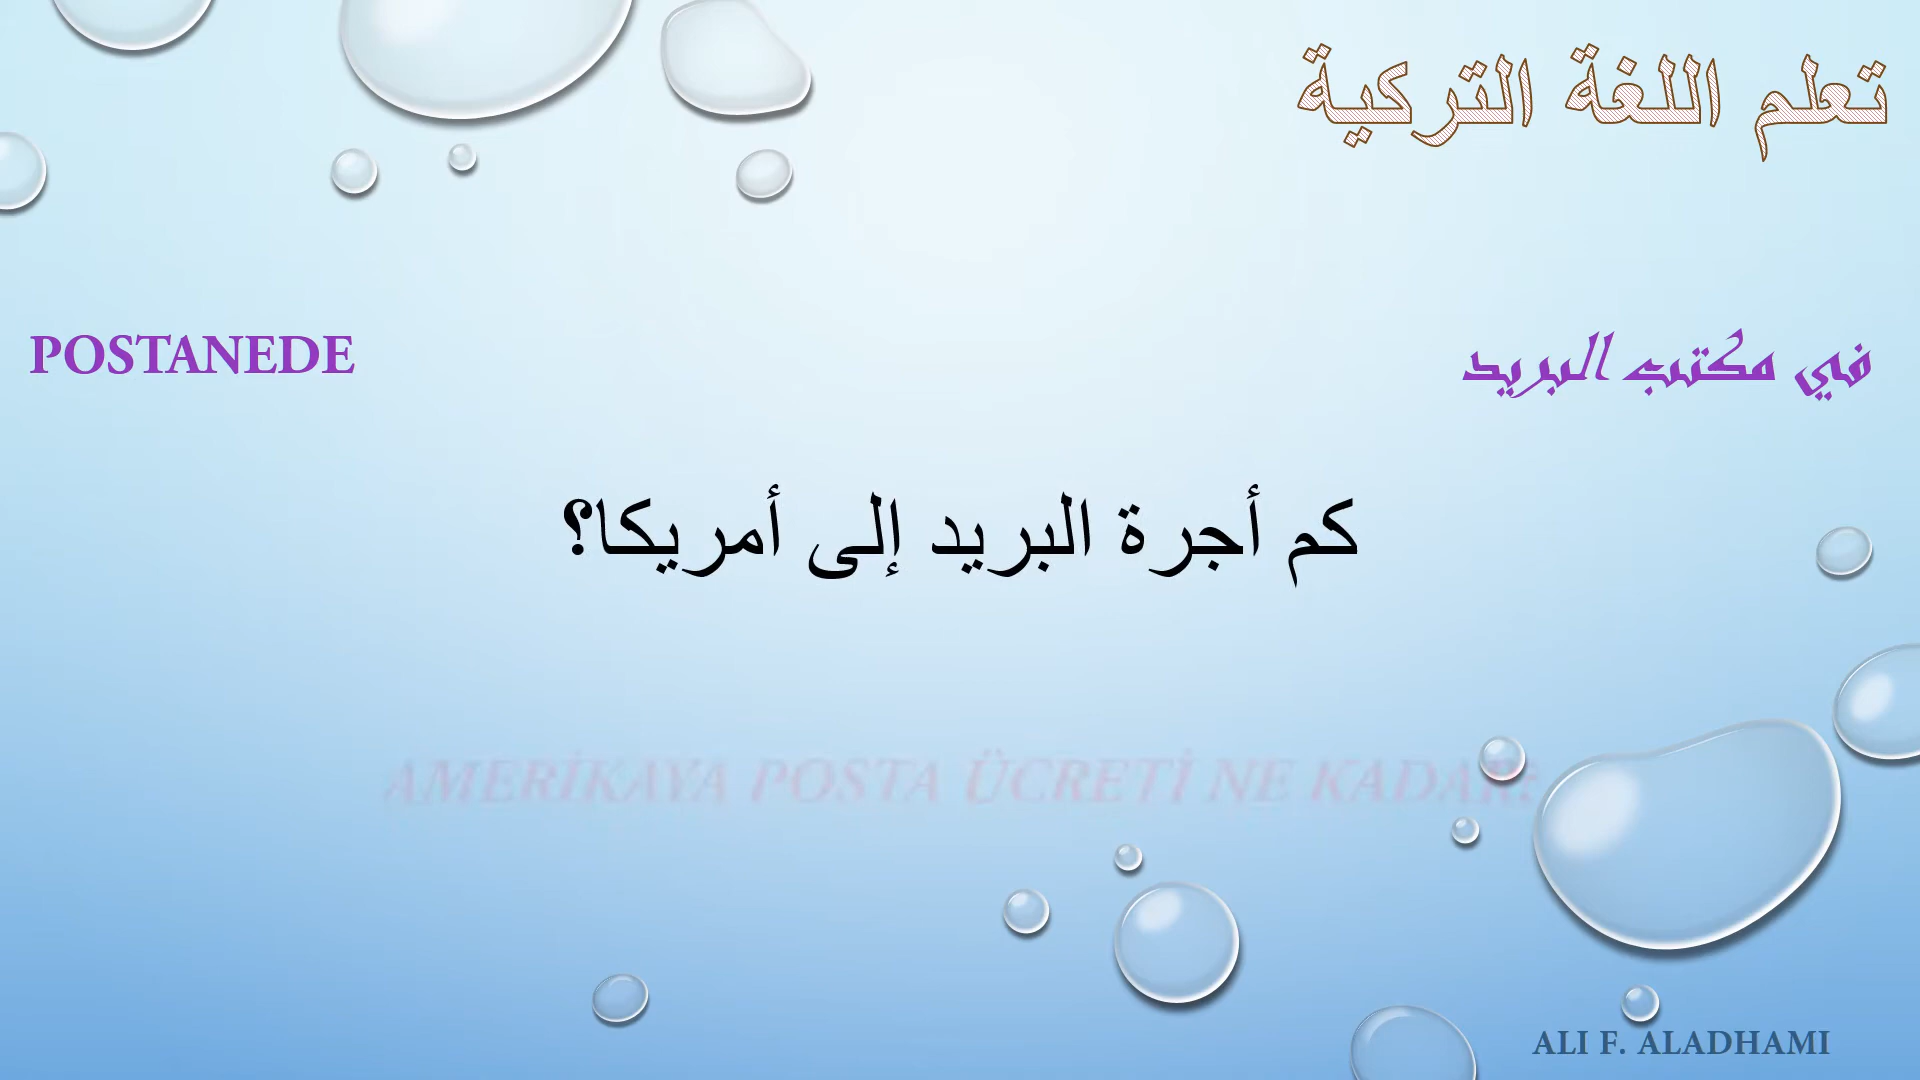 تعلم اللغة التركية
POSTANEDE
في مكتب البريد
كم أجرة البريد إلى أمريكا؟
AMERİKAYA POSTA ÜCRETİ NE KADAR?
ALI F. ALADHAMI